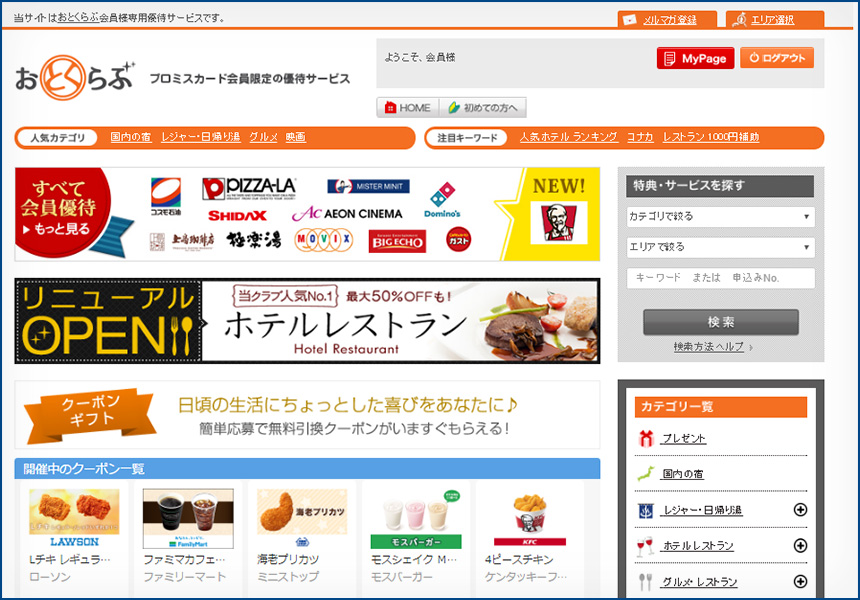 当サイトはおとくらぶ会員様専用優待サービスです。
メルマガ登録
エリア選択
おとくらぶ
プロミスカード会員限定の優待サービス
ようこそ、会員様
MyPage
ログアウト
HOME
初めての方へ
人気カテゴリ
国内の宿 レジャー・日帰り湯 グルメ 映画
注目キーワード
人気ホテル ランキング コナカ レストラン 1000円補助
すべて
会員優待
もっと見る
コスモ石油
PIZZA-LA
MISTER MINIT
SHIDAX
AC AEON CINEMA
Domino's
上島珈琲店
極楽湯
MOVIX
BIG ECHO
ガスト
NEW!
特典・サービスを探す
カテゴリで絞る
エリアで絞る
キーワード または 申込みNo.
検索
検索方法ヘルプ
リニューアル
OPEN!!
当クラブ人気No.1
最大50%OFFも!
ホテルレストラン
Hotel Restaurant
クーポン
ギフト
日頃の生活にちょっとした喜びをあなたに♪
簡単応募で無料引換クーポンがいますぐもらえる!
開催中のクーポン一覧
LAWSON
Lチキ レギュラ…
ローソン
FamilyMart
ファミマカフェ…
ファミリーマート
海老プリカツ
海老プリカツ
ミニストップ
モスバーガー
モスシェイク M…
モスバーガー
KFC
4ピースチキン
ケンタッキーフ…
カテゴリ一覧
プレゼント
国内の宿
レジャー・日帰り湯
ホテルレストラン
グルメ・レストラン